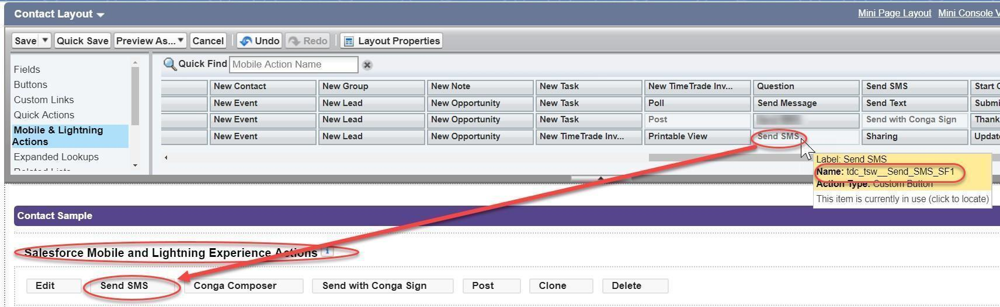 Contact Layout
Mini Page Layout Mini Console V
Save Quick Save Preview As... Cancel Undo Redo Layout Properties
Fields
Buttons
Custom Links
Quick Actions
Mobile & Lightning
Actions
Expanded Lookups
Related Lists
Quick Find Mobile Action Name
New Contact New Group New Note New Task New TimeTrade Inv... Question Send SMS Start C
New Event New Lead New Opportunity New Task Poll Send Message Send Text Submi
New Event New Lead New Opportunity New Task Post Send with Conga Sign Thank
New Event New Lead New Opportunity New TimeTrade Inv... Printable View Send SMS Sharing Update
Label: Send SMS
Name: tdc_tsw__Send_SMS_SF1
Action Type: Custom Button
This item is currently in use (click to locate)
Contact Sample
Salesforce Mobile and Lightning Experience Actions i
Edit Send SMS Conga Composer Send with Conga Sign Post Clone Delete